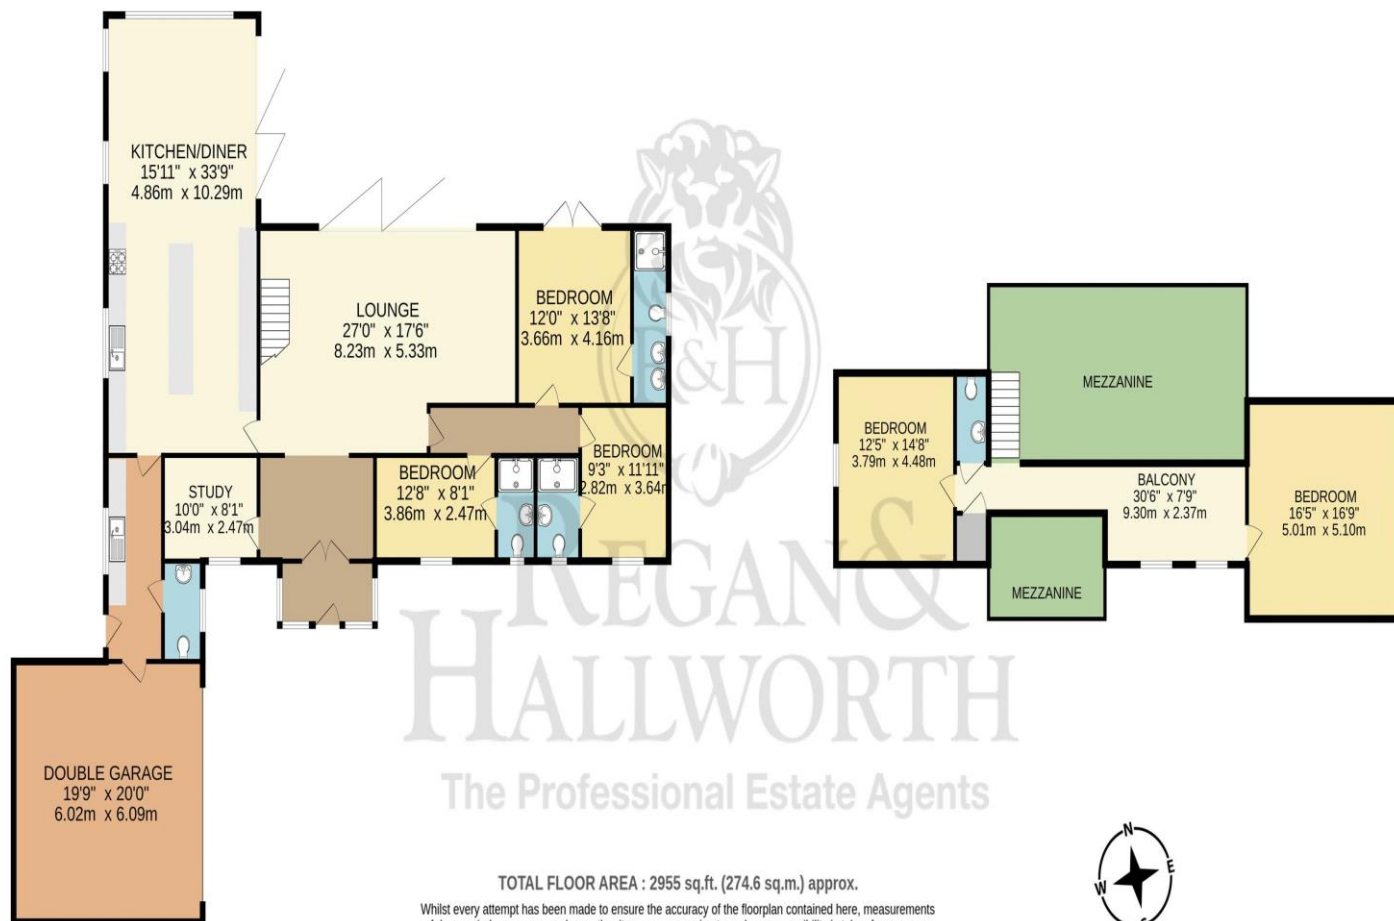 KITCHEN/DINER
15'11" x 33'9"
4.86m x 10.29m
LOUNGE
27'0" x 17'6"
8.23m x 5.33m
BEDROOM
12'0" x 13'8"
3.66m x 4.16m
BEDROOM
9'3" x 11'11"
2.82m x 3.64m
BEDROOM
12'8" x 8'1"
3.86m x 2.47m
STUDY
10'0" x 8'1"
3.04m x 2.47m
DOUBLE GARAGE
19'9" x 20'0"
6.02m x 6.09m
MEZZANINE
BEDROOM
12'5" x 14'8"
3.79m x 4.48m
BALCONY
30'6" x 7'9"
9.30m x 2.37m
BEDROOM
16'5" x 16'9"
5.01m x 5.10m
MEZZANINE
R&H
REGAN &
HALLWORTH
The Professional Estate Agents
N
E
W
TOTAL FLOOR AREA : 2955 sq.ft. (274.6 sq.m.) approx.
Whilst every attempt has been made to ensure the accuracy of the floorplan contained here, measurements